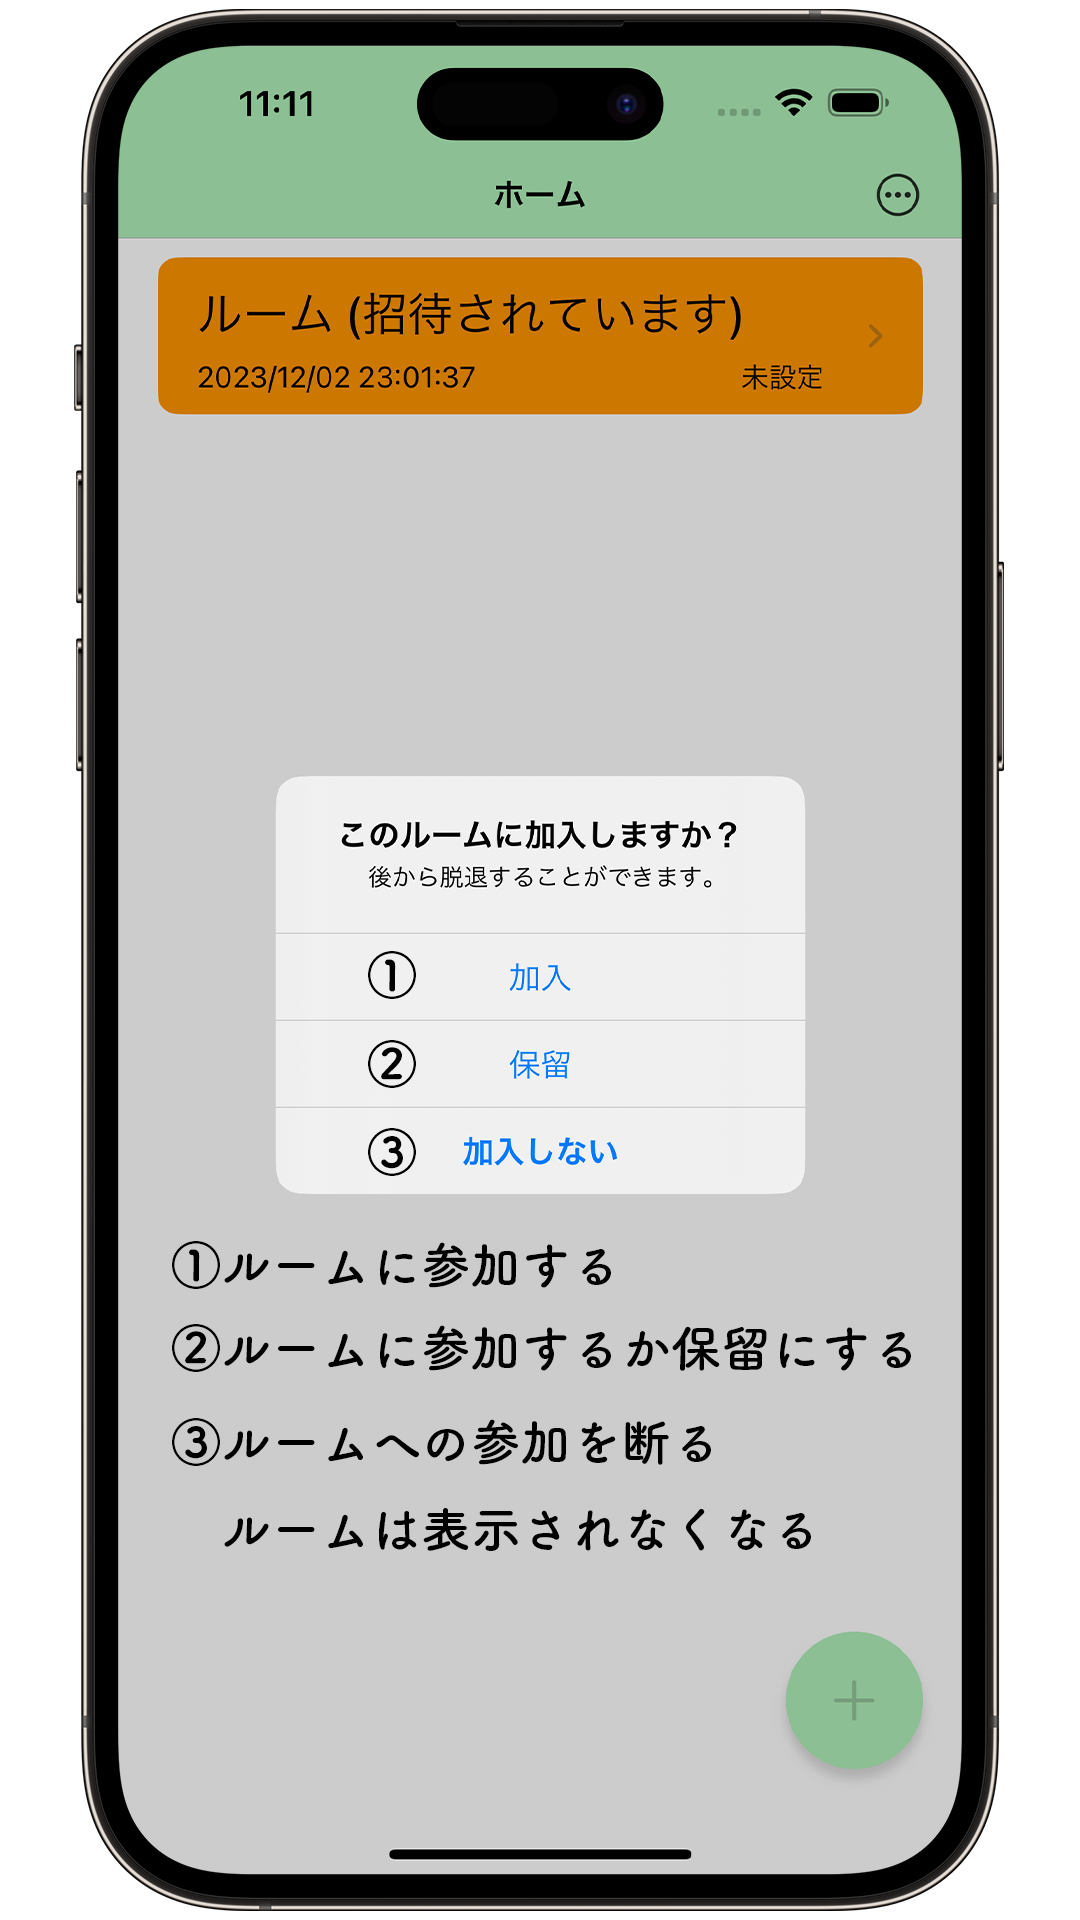 11:11
ホーム
ルーム (招待されています)
2023/12/02 23:01:37 未設定
このルームに加入しますか？
後から脱退することができます。
① 加入
② 保留
③ 加入しない
①ルームに参加する
②ルームに参加するか保留にする
③ルームへの参加を断る
ルームは表示されなくなる